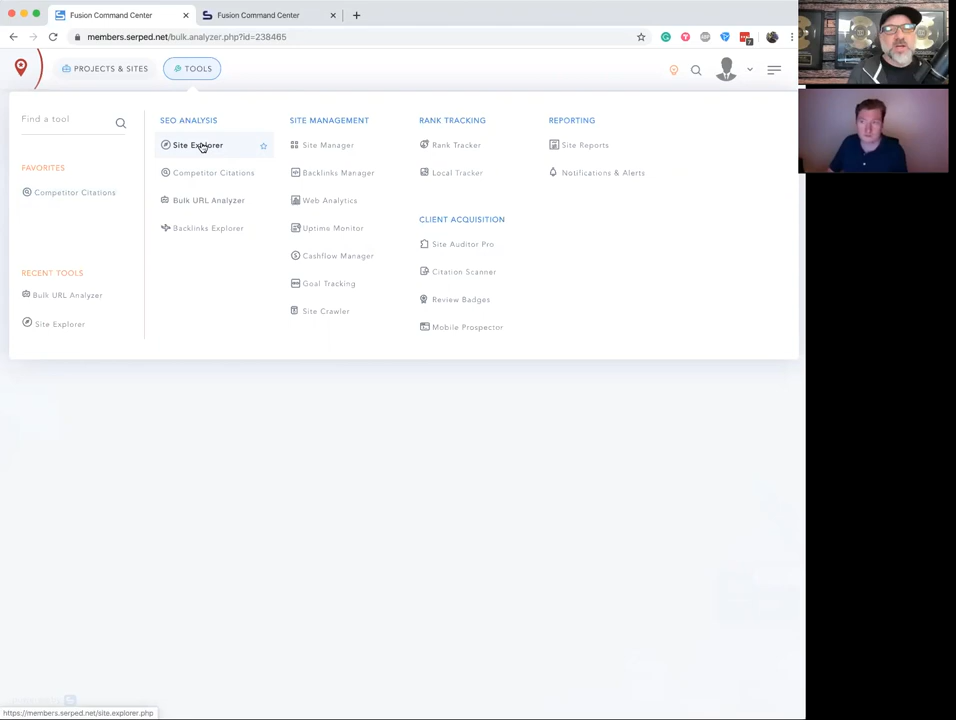 Fusion Command Center
Fusion Command Center
members.serped.net/bulk.analyzer.php?id=238465
7
PROJECTS & SITES
TOOLS
Find a tool
FAVORITES
Competitor Citations
RECENT TOOLS
Bulk URL Analyzer
Site Explorer
SEO ANALYSIS
Site Explorer
Competitor Citations
Bulk URL Analyzer
Backlinks Explorer
SITE MANAGEMENT
Site Manager
Backlinks Manager
Web Analytics
Uptime Monitor
Cashflow Manager
Goal Tracking
Site Crawler
RANK TRACKING
Rank Tracker
Local Tracker
CLIENT ACQUISITION
Site Auditor Pro
Citation Scanner
Review Badges
Mobile Prospector
REPORTING
Site Reports
Notifications & Alerts
https://members.serped.net/site.explorer.php